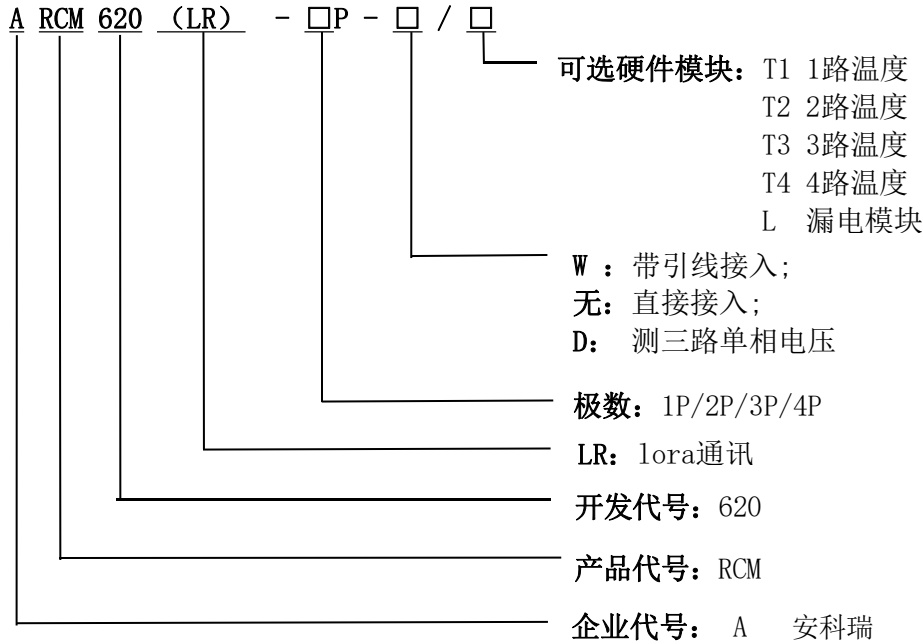 A RCM 620 (LR) - □P - □ / □
可选硬件模块: T1 1路温度
T2 2路温度
T3 3路温度
T4 4路温度
L 漏电模块
W : 带引线接入;
无: 直接接入;
D: 测三路单相电压
极数: 1P/2P/3P/4P
LR: lora通讯
开发代号: 620
产品代号: RCM
企业代号: A 安科瑞